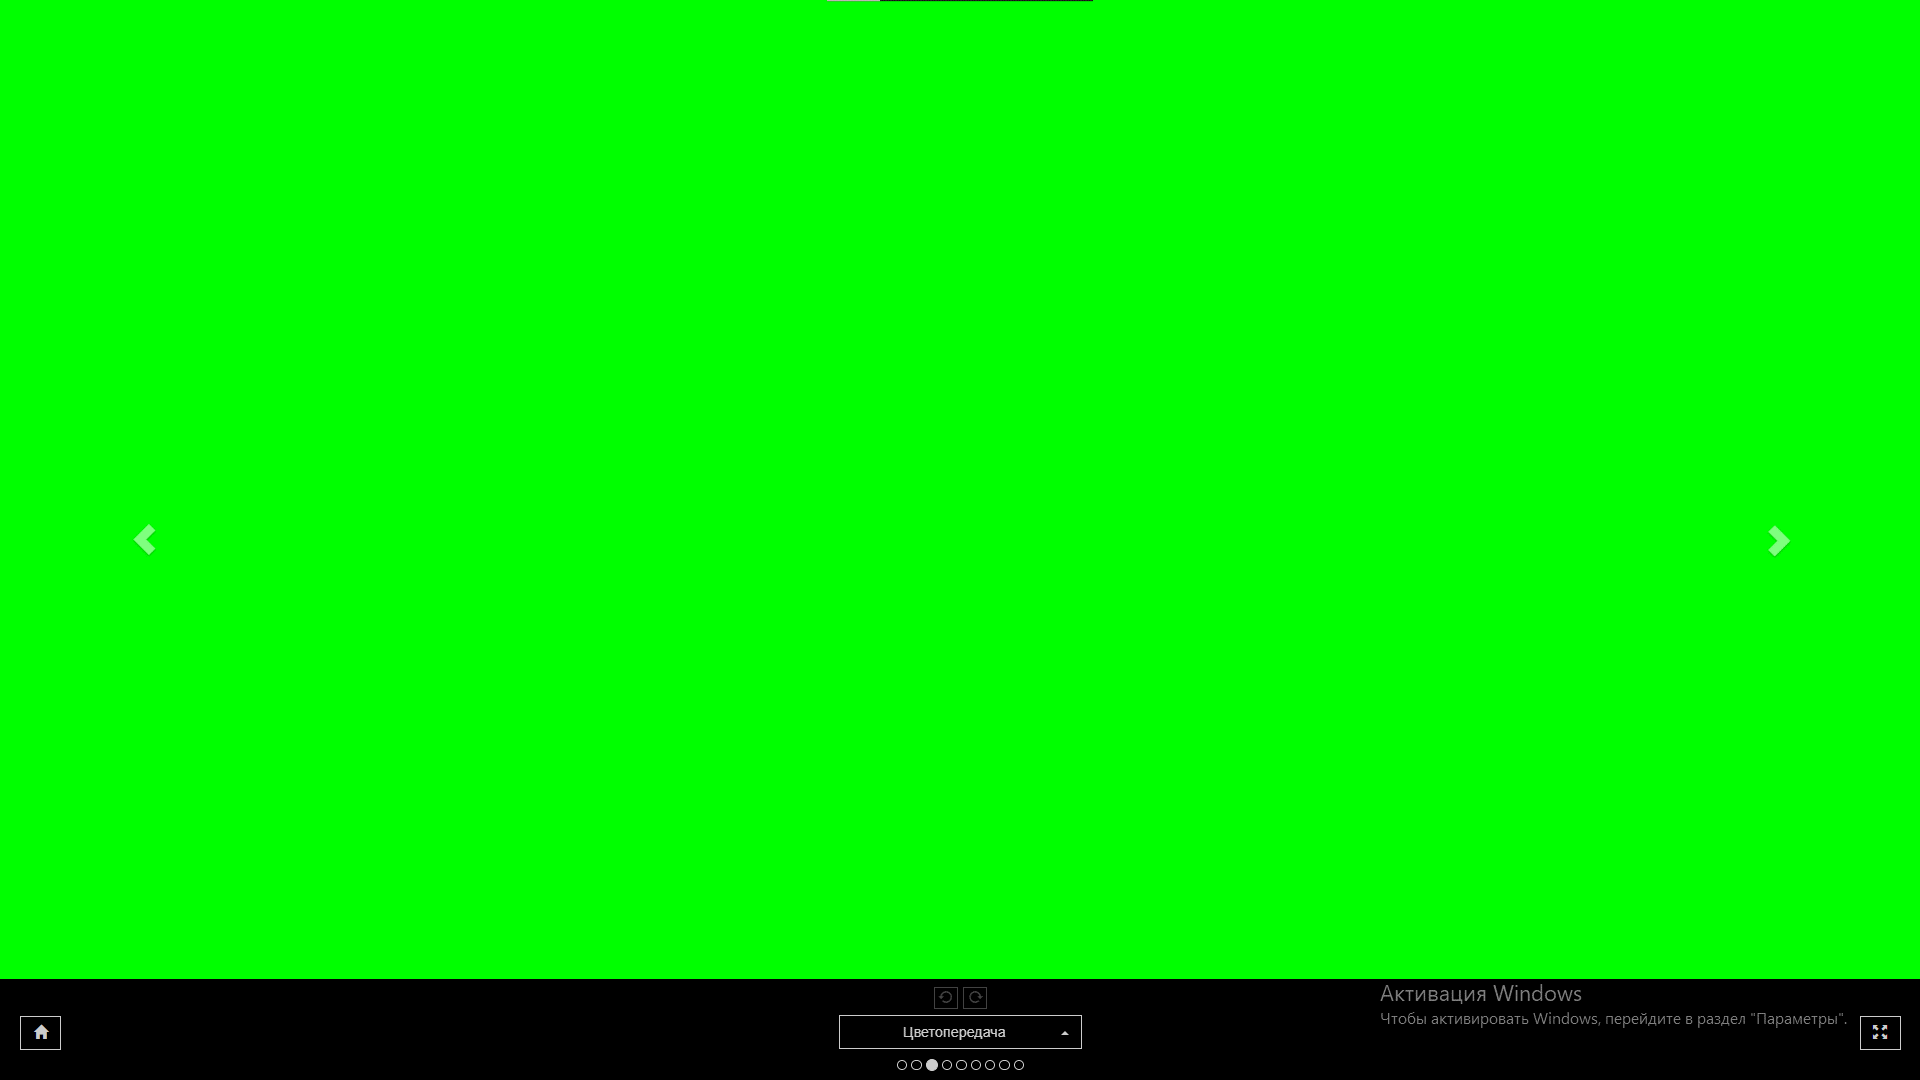 Активация Windows
Чтобы активировать Windows, перейдите в раздел "Параметры".
Цветопередача